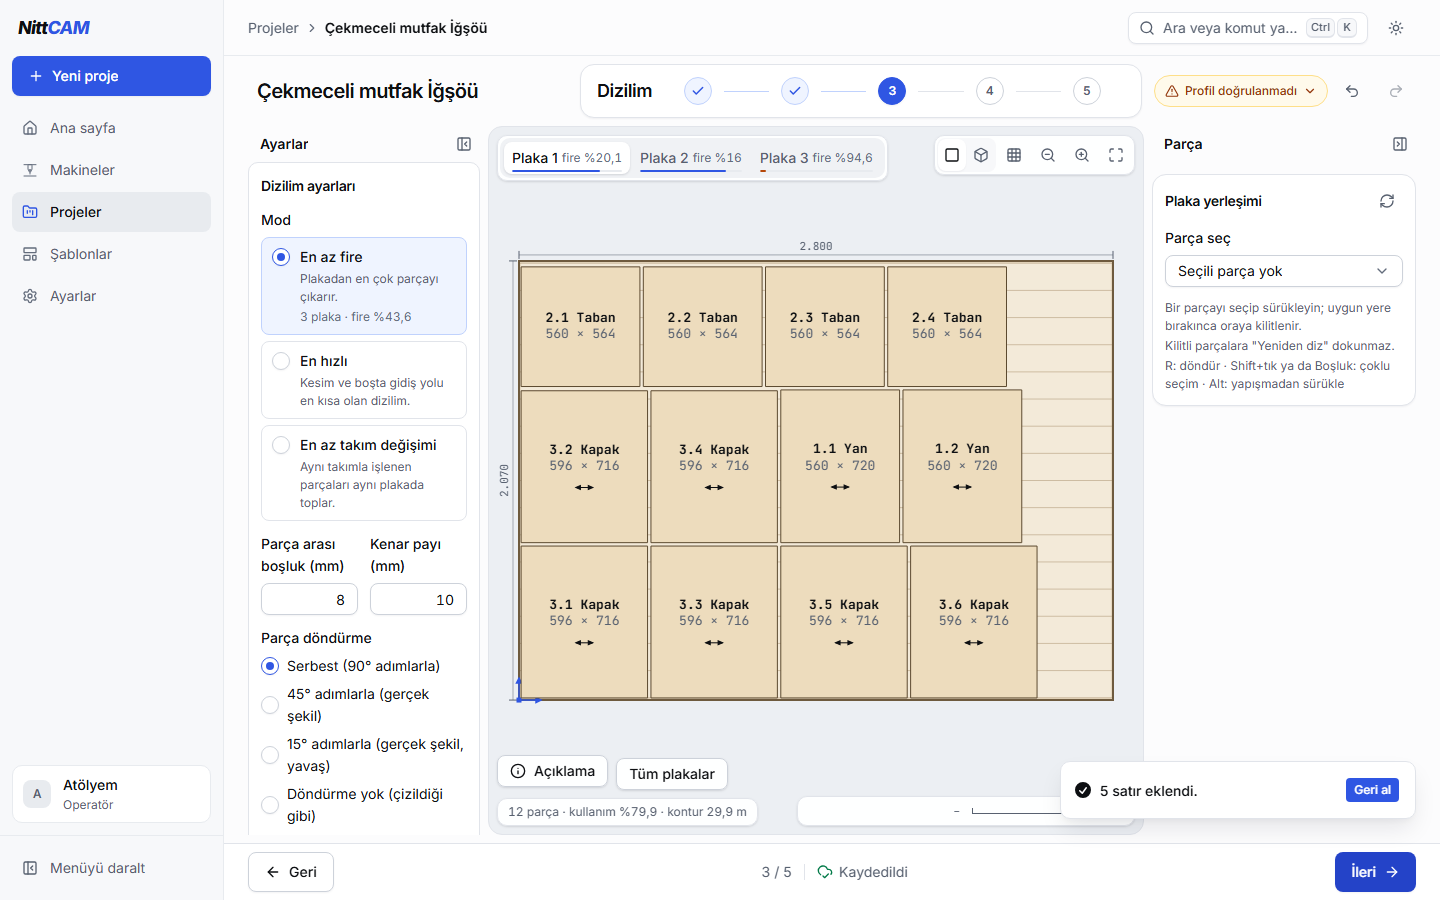 NittCAM
Yeni proje
Ana sayfa
Makineler
Projeler
Şablonlar
Ayarlar
A
Atölyem
Operatör
Menüyü daralt
Projeler
Çekmeceli mutfak İğşöü
Ara veya komut ya...
Ctrl
K
Çekmeceli mutfak İğşöü
Dizilim
3
4
5
Profil doğrulanmadı
Ayarlar
Dizilim ayarları
Mod
En az fire
Plakadan en çok parçayı
çıkarır.
3 plaka · fire %43,6
En hızlı
Kesim ve boşta gidiş yolu
en kısa olan dizilim.
En az takım değişimi
Aynı takımla işlenen
parçaları aynı plakada
toplar.
Parça arası
boşluk (mm)
Kenar payı
(mm)
8
10
Parça döndürme
Serbest (90° adımlarla)
45° adımlarla (gerçek
şekil)
15° adımlarla (gerçek şekil,
yavaş)
Döndürme yok (çizildiği
gibi)
Plaka 1 fire %20,1
Plaka 2 fire %16
Plaka 3 fire %94,6
2.800
2.070
2.1 Taban
560 × 564
2.2 Taban
560 × 564
2.3 Taban
560 × 564
2.4 Taban
560 × 564
3.2 Kapak
596 × 716
3.4 Kapak
596 × 716
1.1 Yan
560 × 720
1.2 Yan
560 × 720
3.1 Kapak
596 × 716
3.3 Kapak
596 × 716
3.5 Kapak
596 × 716
3.6 Kapak
596 × 716
Açıklama
Tüm plakalar
12 parça · kullanım %79,9 · kontur 29,9 m
–
Parça
Plaka yerleşimi
Parça seç
Seçili parça yok
Bir parçayı seçip sürükleyin; uygun yere
bırakınca oraya kilitlenir.
Kilitli parçalara "Yeniden diz" dokunmaz.
R: döndür · Shift+tık ya da Boşluk: çoklu
seçim · Alt: yapışmadan sürükle
5 satır eklendi.
Geri al
Geri
3 / 5
Kaydedildi
İleri